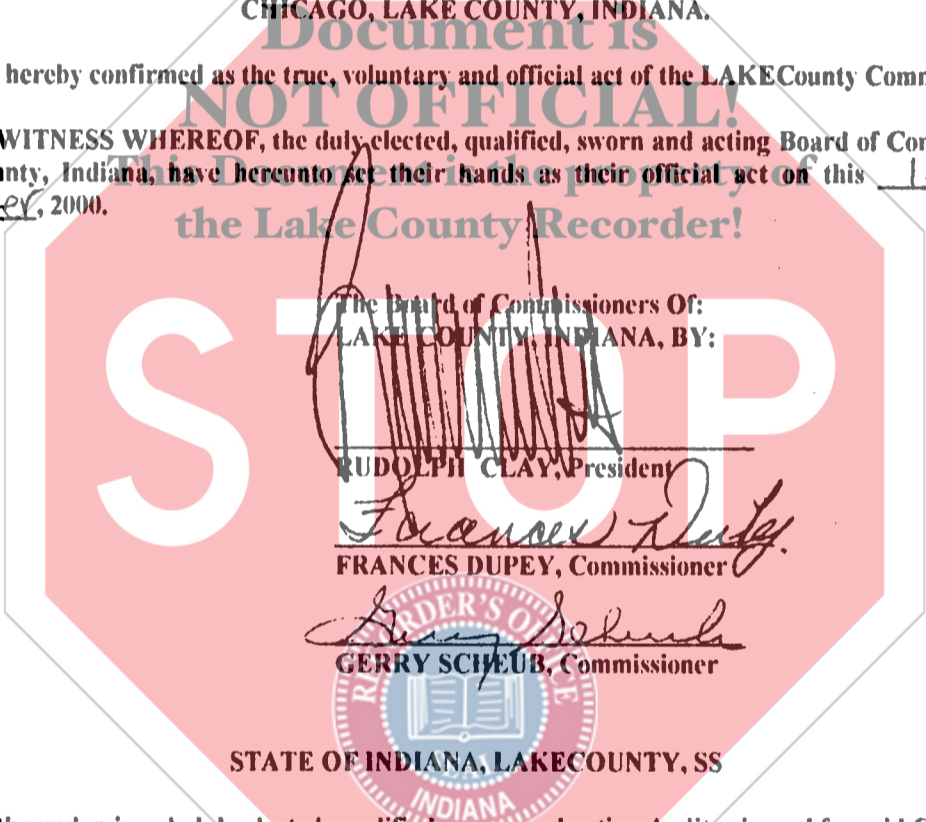 CHICAGO, LAKE COUNTY, INDIANA.
Document is
hereby confirmed as the true, voluntary and official act of the LAKECounty Comm
NOT OFFICIAL!
WITNESS WHEREOF, the duly elected, qualified, sworn and acting Board of Con
This Document is the property of
nty, Indiana, have hereunto set their hands as their official act on this
er, 2000.
the Lake County Recorder!
The Board of Commissioners Of:
LAKE COUNTY, INDIANA, BY:
STOP
RUDOLPH CLAY, President
Frances Dupey
FRANCES DUPEY, Commissioner
RECORDER'S OFFICE
Gerry Scheub
GERRY SCHEUB, Commissioner
SEAL
STATE OF INDIANA, LAKECOUNTY, SS
INDIANA